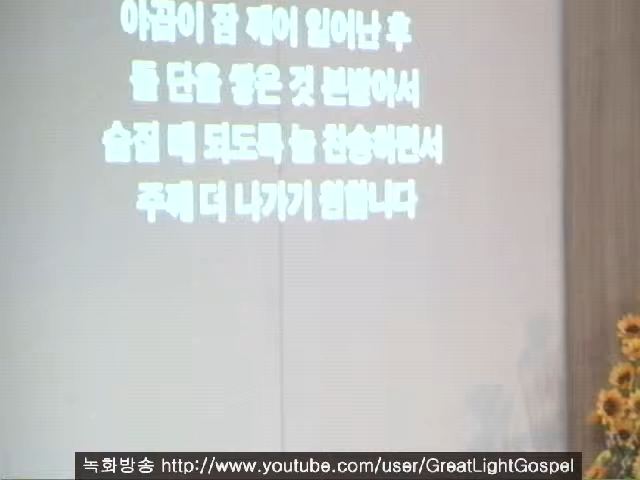 야곱이 잠 깨어 일어난 후
돌 단을 쌓은 것 본받아서
숨질 때 되도록 늘 찬송하면서
주께 더 나가기 원합니다
녹화방송 http://www.youtube.com/user/GreatLightGospel